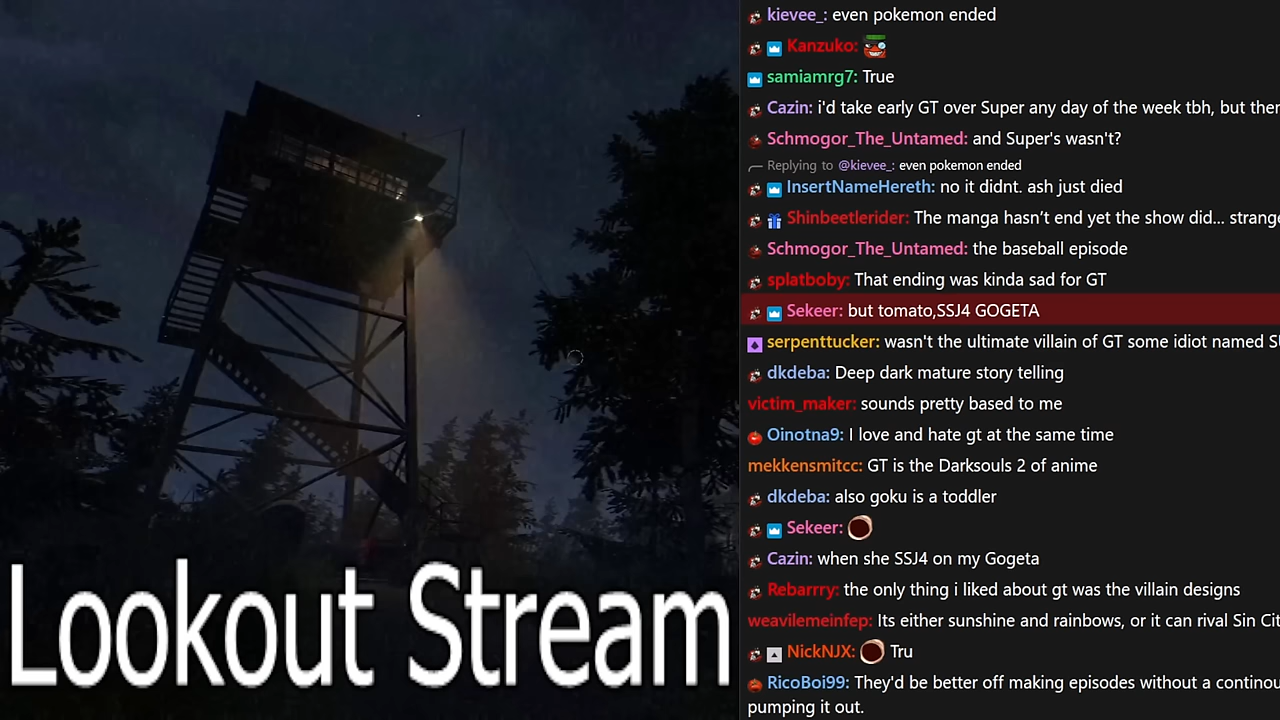 kievee_: even pokemon ended
Kanzuko:
samiamrg7: True
Cazin: i'd take early GT over Super any day of the week tbh, but
Schmogor_The_Untamed: and Super's wasn't?
Replying to @kievee_: even pokemon ended
InsertNameHereth: no it didnt. ash just died
Shinbeetlerider: The manga hasn’t end yet the show did... strange
Schmogor_The_Untamed: the baseball episode
splatboby: That ending was kinda sad for GT
Sekeer: but tomato,SSJ4 GOGETA
serpenttucker: wasn't the ultimate villain of GT some idiot named
dkdeba: Deep dark mature story telling
victim_maker: sounds pretty based to me
Oinotna9: I love and hate gt at the same time
mekkensmitcc: GT is the Darksouls 2 of anime
dkdeba: also goku is a toddler
Sekeer:
Cazin: when she SSJ4 on my Gogeta
Rebarrry: the only thing i liked about gt was the villain designs
weavilemeinfep: Its either sunshine and rainbows, or it can rival Sin
NickNJX: Tru
RicoBoi99: They'd be better off making episodes without a
pumping it out.
Lookout Stream